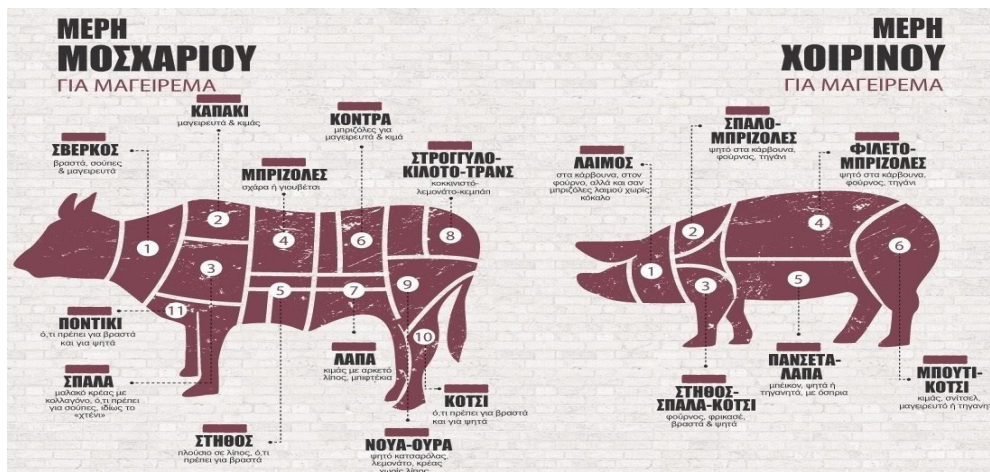 ΜΕΡΗ
ΜΟΣΧΑΡΙΟΥ
ΓΙΑ ΜΑΓΕΙΡΕΜΑ
ΚΑΠΑΚΙ
μαγειρευτά & κιμάς
ΣΒΕΡΚΟΣ
βραστά, σούπες
& μαγειρευτά
ΜΠΡΙΖΟΛΕΣ
σχάρα ή γιουβέτσι
ΚΟΝΤΡΑ
μπριζόλες για
μαγειρευτά & κιμά
ΣΤΡΟΓΓΥΛΟ-
ΚΙΛΟΤΟ-ΤΡΑΝΣ
κοκκινιστό-
λεμονάτο-κεμπάπ
1
2
3
4
5
6
7
8
9
10
11
ΠΟΝΤΙΚΙ
ό,τι πρέπει για βραστά
και για ψητά
ΣΠΑΛΑ
μαλακό κρέας με
κολλαγόνο, ό,τι πρέπει
για σούπες, ιδίως το
«χτένι»
ΣΤΗΘΟΣ
πλούσιο σε λίπος, ό,τι
πρέπει για βραστά
ΛΑΠΑ
κιμάς με αρκετό
λίπος, μπιφτέκια
ΝΟΥΑ-ΟΥΡΑ
ψητό κατσαρόλας,
λεμονάτο, κρέας
χωρίς λίπος
ΚΟΤΣΙ
ό,τι πρέπει για βραστά
και για ψητά
ΜΕΡΗ
ΧΟΙΡΙΝΟΥ
ΓΙΑ ΜΑΓΕΙΡΕΜΑ
ΛΑΙΜΟΣ
στα κάρβουνα, στον
φούρνο, αλλά και σαν
μπριζόλες λαιμού χωρίς
κόκαλο
ΣΠΑΛΟ-
ΜΠΡΙΖΟΛΕΣ
ψητό στα κάρβουνα,
φούρνος, τηγάνι
ΦΙΛΕΤΟ-
ΜΠΡΙΖΟΛΕΣ
ψητό στα κάρβουνα,
φούρνος, τηγάνι
1
2
3
4
5
6
ΣΤΗΘΟΣ-
ΣΠΑΛΑ-ΚΟΤΣΙ
φούρνος, φρικασέ,
βραστά & ψητά
ΠΑΝΣΕΤΑ-
ΛΑΠΑ
μπέικον, ψητά ή
τηγανητό, με όσπρια
ΜΠΟΥΤΙ-
ΚΟΤΣΙ
κιμάς, σνίτσελ,
μαγειρευτό ή τηγανητό